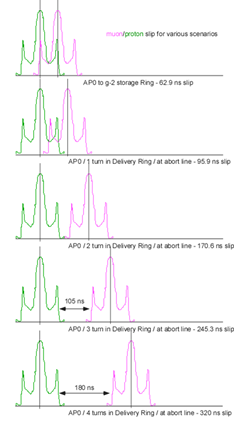 muon/proton slip for various scenarios
AP0 to g-2 storage Ring - 62.9 ns slip
AP0 / 1 turn in Delivery Ring / at abort line - 95.9 ns slip
AP0 / 2 turn in Delivery Ring / at abort line - 170.6 ns slip
105 ns
AP0 / 3 turn in Delivery Ring / at abort line - 245.3 ns slip
180 ns
AP0 / 4 turns in Delivery Ring / at abort line - 320 ns slip